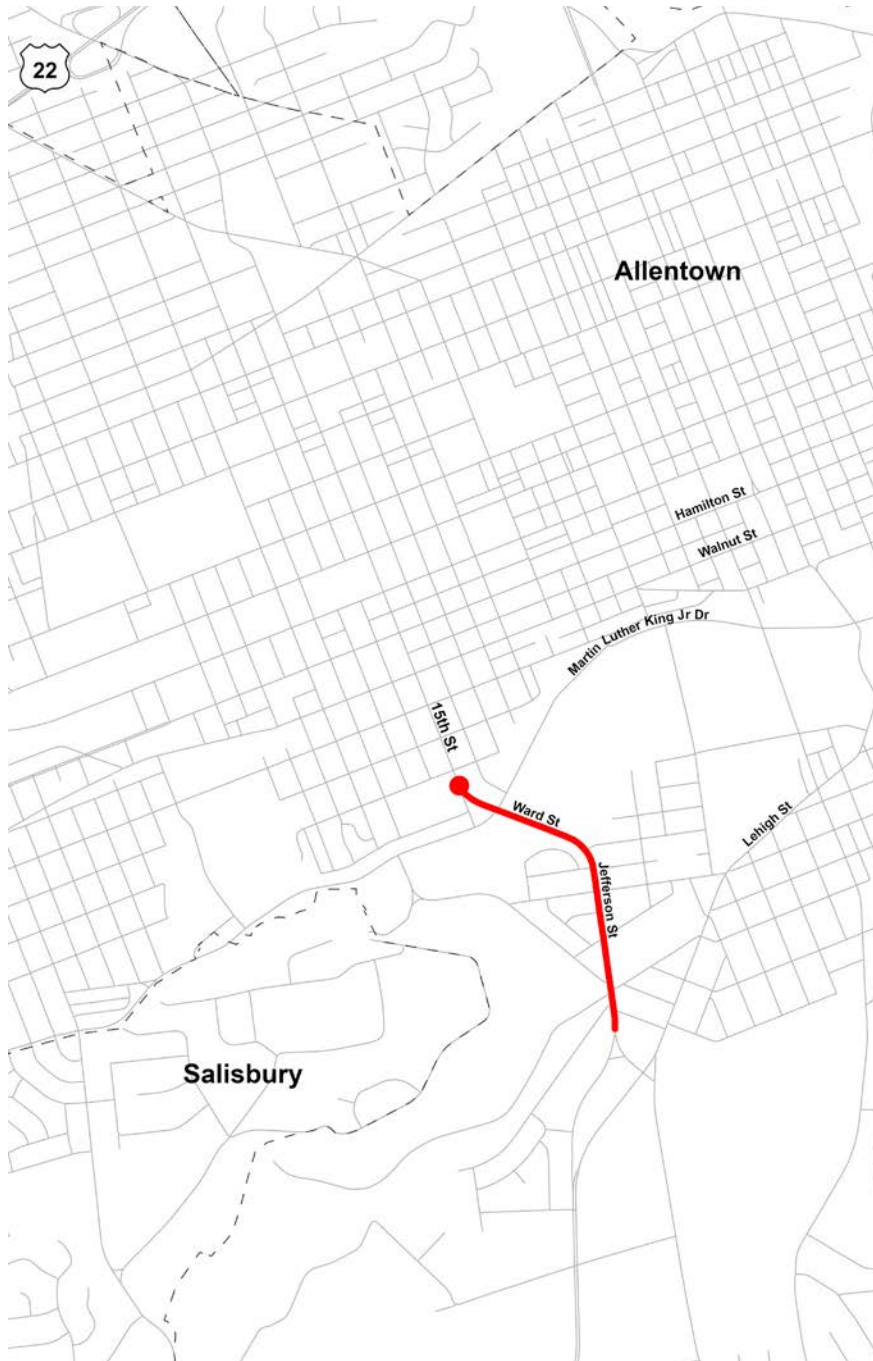 22
Allentown
Hamilton St
Walnut St
Martin Luther King Jr Dr
15th St
Ward St
Lehigh St
Jefferson St
Salisbury